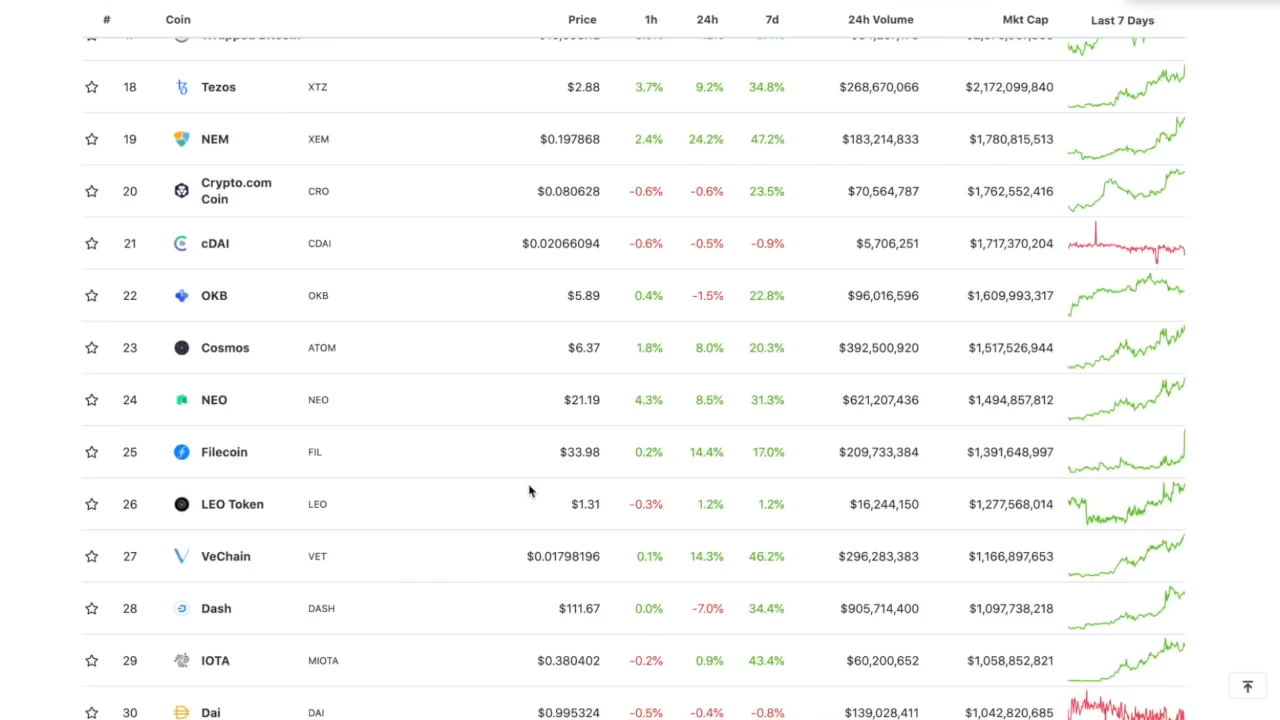 # Coin Price 1h 24h 7d 24h Volume Mkt Cap Last 7 Days
18 Tezos XTZ $2.88 3.7% 9.2% 34.8% $268,670,066 $2,172,099,840
19 NEM XEM $0.197868 2.4% 24.2% 47.2% $183,214,833 $1,780,815,513
20 Crypto.com Coin CRO $0.080628 -0.6% -0.6% 23.5% $70,564,787 $1,762,552,416
21 cDAI CDAI $0.02066094 -0.6% -0.5% -0.9% $5,706,251 $1,717,370,204
22 OKB OKB $5.89 0.4% -1.5% 22.8% $96,016,596 $1,609,993,317
23 Cosmos ATOM $6.37 1.8% 8.0% 20.3% $392,500,920 $1,517,526,944
24 NEO NEO $21.19 4.3% 8.5% 31.3% $621,207,436 $1,494,857,812
25 Filecoin FIL $33.98 0.2% 14.4% 17.0% $209,733,384 $1,391,648,997
26 LEO Token LEO $1.31 -0.3% 1.2% 1.2% $16,244,150 $1,277,568,014
27 VeChain VET $0.01798196 0.1% 14.3% 46.2% $296,283,383 $1,166,897,653
28 Dash DASH $111.67 0.0% -7.0% 34.4% $905,714,400 $1,097,738,218
29 IOTA MIOTA $0.380402 -0.2% 0.9% 43.4% $60,200,652 $1,058,852,821
30 Dai DAI $0.995324 -0.5% -0.4% -0.8% $139,028,411 $1,042,820,685